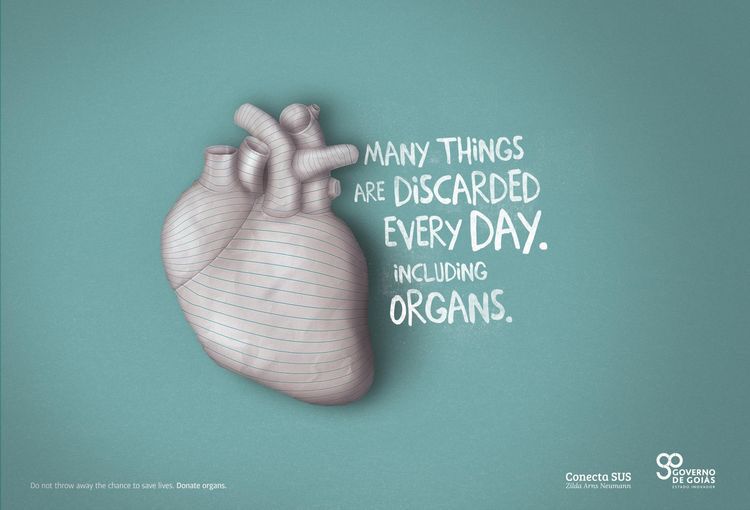 MANY THINGS
ARE DiSCARDED
EVERY DAY.
iNCLUDING
ORGANS.
Do not throw away the chance to save lives. Donate organs.
Conecta SUS
Zilda Arns Neumann
GOVERNO
DE GOIÁS
ESTADO INOVADOR